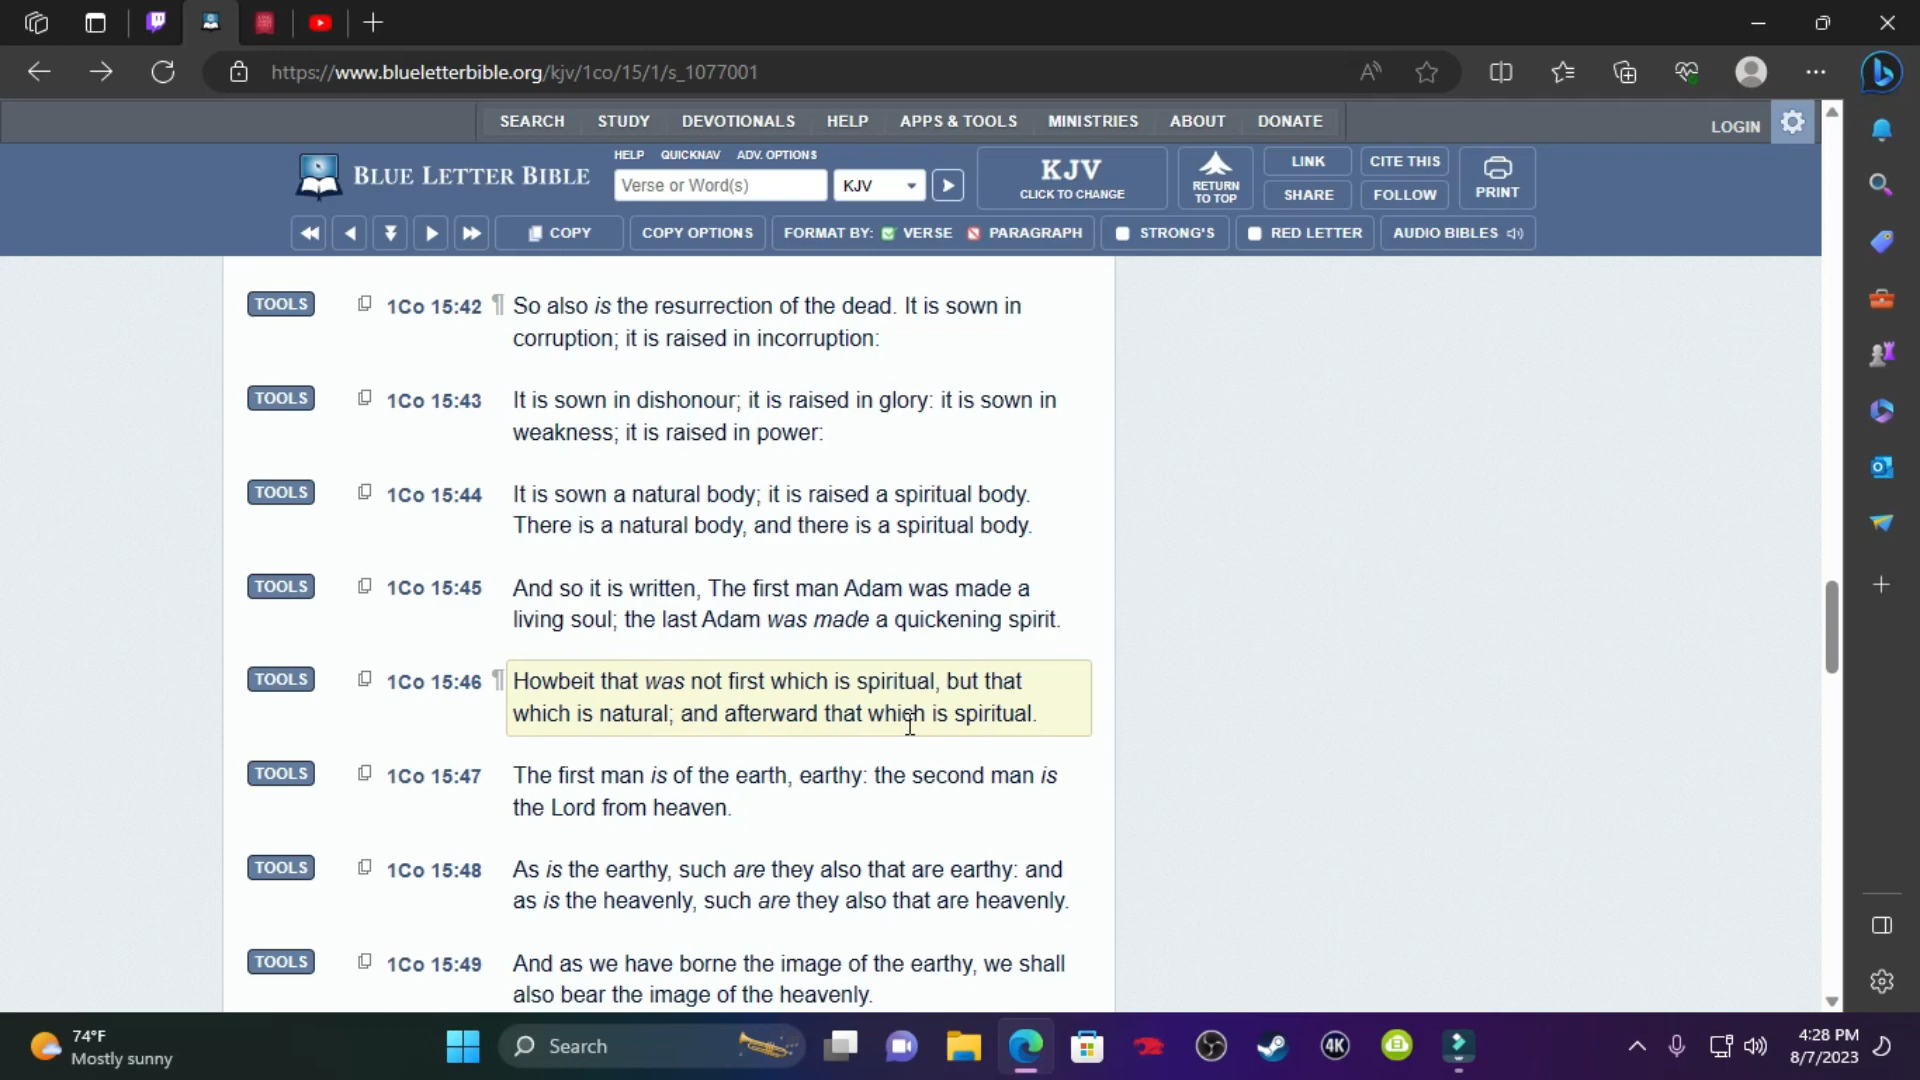 https://www.blueletterbible.org/kjv/1co/15/1/s_1077001
SEARCH STUDY DEVOTIONALS HELP APPS & TOOLS MINISTRIES ABOUT DONATE
LOGIN
BLUE LETTER BIBLE
HELP QUICKNAV ADV. OPTIONS
Verse or Word(s) KJV
KJV
CLICK TO CHANGE
RETURN
TO TOP
LINK CITE THIS
SHARE FOLLOW
PRINT
COPY COPY OPTIONS FORMAT BY: VERSE PARAGRAPH STRONG'S RED LETTER AUDIO BIBLES
TOOLS 1Co 15:42 ¶ So also is the resurrection of the dead. It is sown in
corruption; it is raised in incorruption:
TOOLS 1Co 15:43 It is sown in dishonour; it is raised in glory: it is sown in
weakness; it is raised in power:
TOOLS 1Co 15:44 It is sown a natural body; it is raised a spiritual body.
There is a natural body, and there is a spiritual body.
TOOLS 1Co 15:45 And so it is written, The first man Adam was made a
living soul; the last Adam was made a quickening spirit.
TOOLS 1Co 15:46 ¶ Howbeit that was not first which is spiritual, but that
which is natural; and afterward that which is spiritual.
TOOLS 1Co 15:47 The first man is of the earth, earthy: the second man is
the Lord from heaven.
TOOLS 1Co 15:48 As is the earthy, such are they also that are earthy: and
as is the heavenly, such are they also that are heavenly.
TOOLS 1Co 15:49 And as we have borne the image of the earthy, we shall
also bear the image of the heavenly.
74°F
Mostly sunny
Search
4K
4:28 PM
8/7/2023